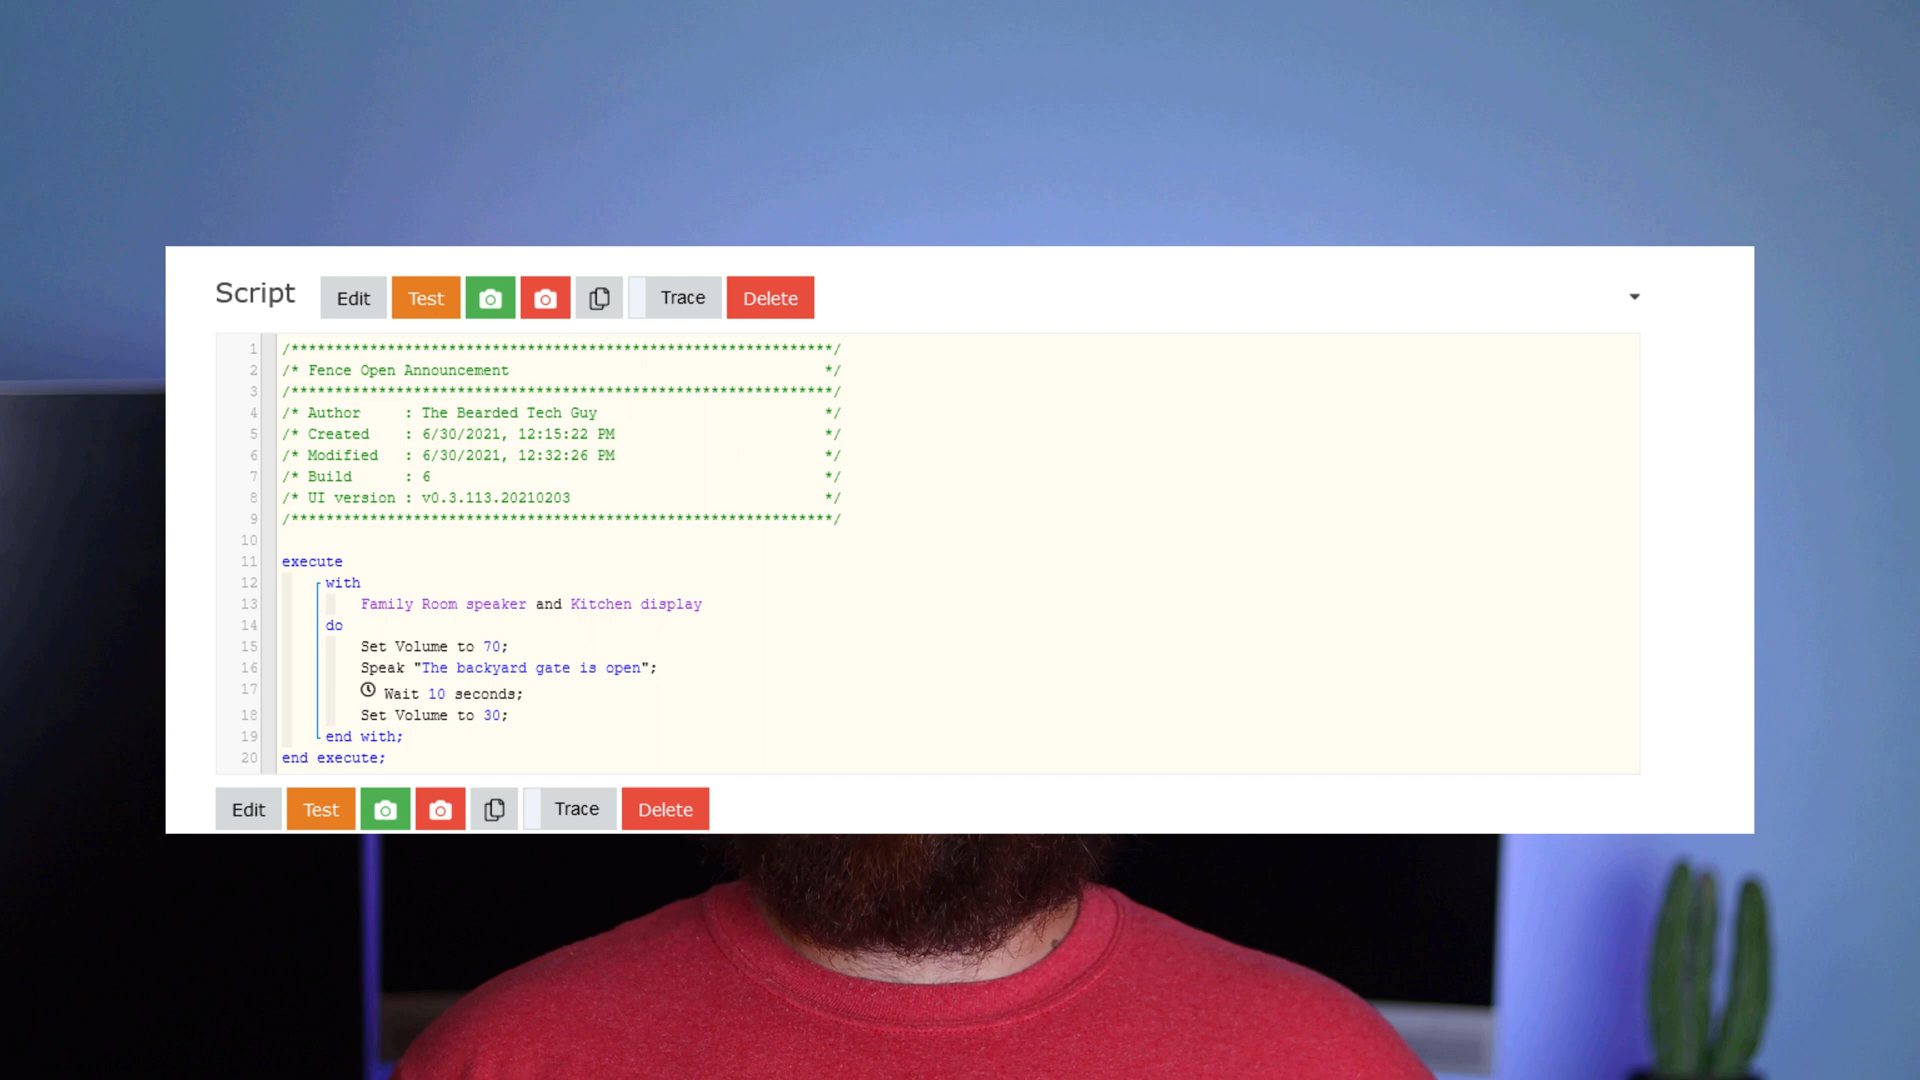 Script Edit Test Trace Delete
1 /**************************************************************/
2 /* Fence Open Announcement */
3 /**************************************************************/
4 /* Author : The Bearded Tech Guy */
5 /* Created : 6/30/2021, 12:15:22 PM */
6 /* Modified : 6/30/2021, 12:32:26 PM */
7 /* Build : 6 */
8 /* UI version : v0.3.113.20210203 */
9 /**************************************************************/
10
11 execute
12 with
13 Family Room speaker and Kitchen display
14 do
15 Set Volume to 70;
16 Speak "The backyard gate is open";
17 Wait 10 seconds;
18 Set Volume to 30;
19 end with;
20 end execute;
Edit Test Trace Delete